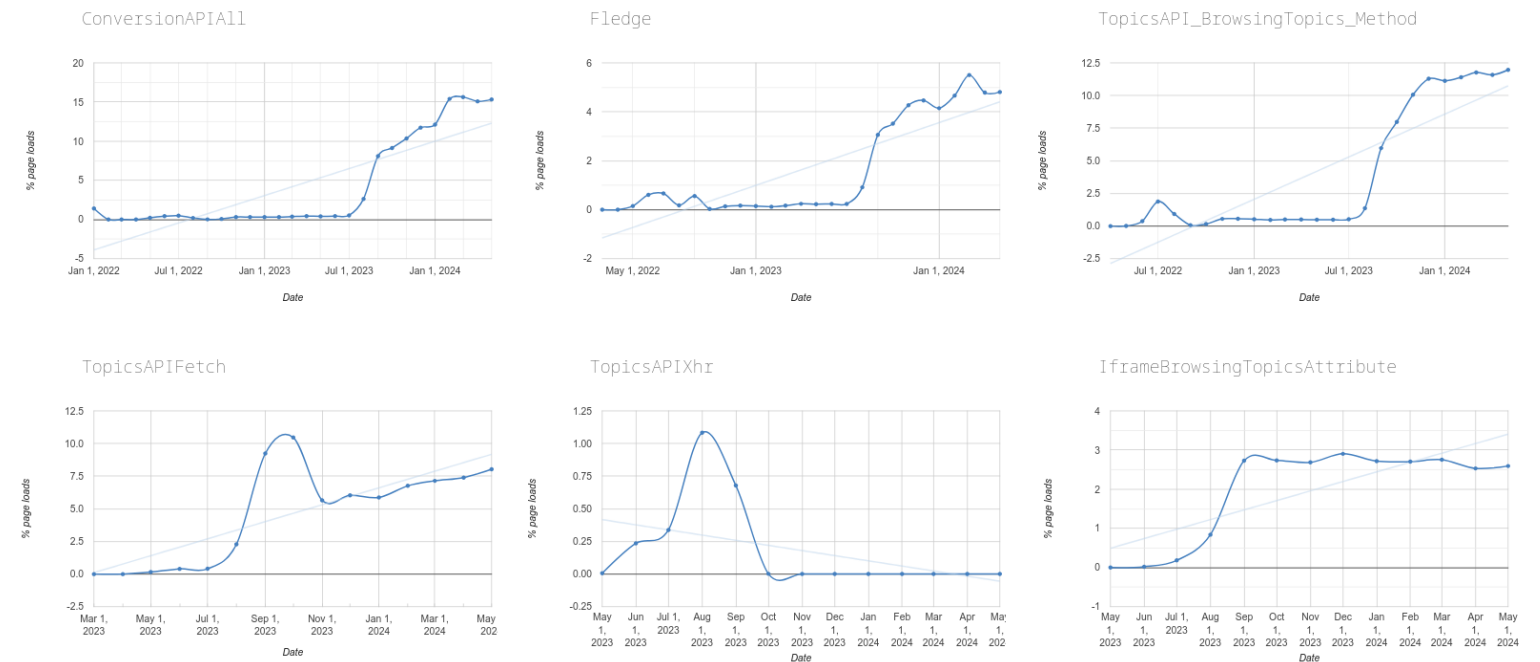 ConversionAPIAll
20
15
10
5
0
-5
% page loads
Jan 1, 2022
Jul 1, 2022
Jan 1, 2023
Jul 1, 2023
Jan 1, 2024
Date
Fledge
6
4
2
0
-2
% page loads
May 1, 2022
Jan 1, 2023
Jan 1, 2024
Date
TopicsAPI_BrowsingTopics_Method
12.5
10.0
7.5
5.0
2.5
0.0
-2.5
% page loads
Jul 1, 2022
Jan 1, 2023
Jul 1, 2023
Jan 1, 2024
Date
TopicsAPIFetch
12.5
10.0
7.5
5.0
2.5
0.0
-2.5
% page loads
Mar 1, May 1, Jul 1, Sep 1, Nov 1, Jan 1, Mar 1, May
2023 2023 2023 2023 2023 2024 2024 202
Date
TopicsAPIXhr
1.25
1.00
0.75
0.50
0.25
0.00
-0.25
% page loads
May Jun Jul 1, Aug Sep Oct Nov Dec Jan Feb Mar Apr May
1, 1, 2023 1, 1, 1, 1, 1, 1, 1, 1, 1, 1,
2023 2023 2023 2023 2023 2023 2023 2024 2024 2024 2024 202
Date
IframeBrowsingTopicsAttribute
4
3
2
1
0
-1
% page loads
May Jun Jul 1, Aug Sep Oct Nov Dec Jan Feb Mar Apr May
1, 1, 2023 1, 1, 1, 1, 1, 1, 1, 1, 1, 1,
2023 2023 2023 2023 2023 2023 2023 2024 2024 2024 2024 2024
Date